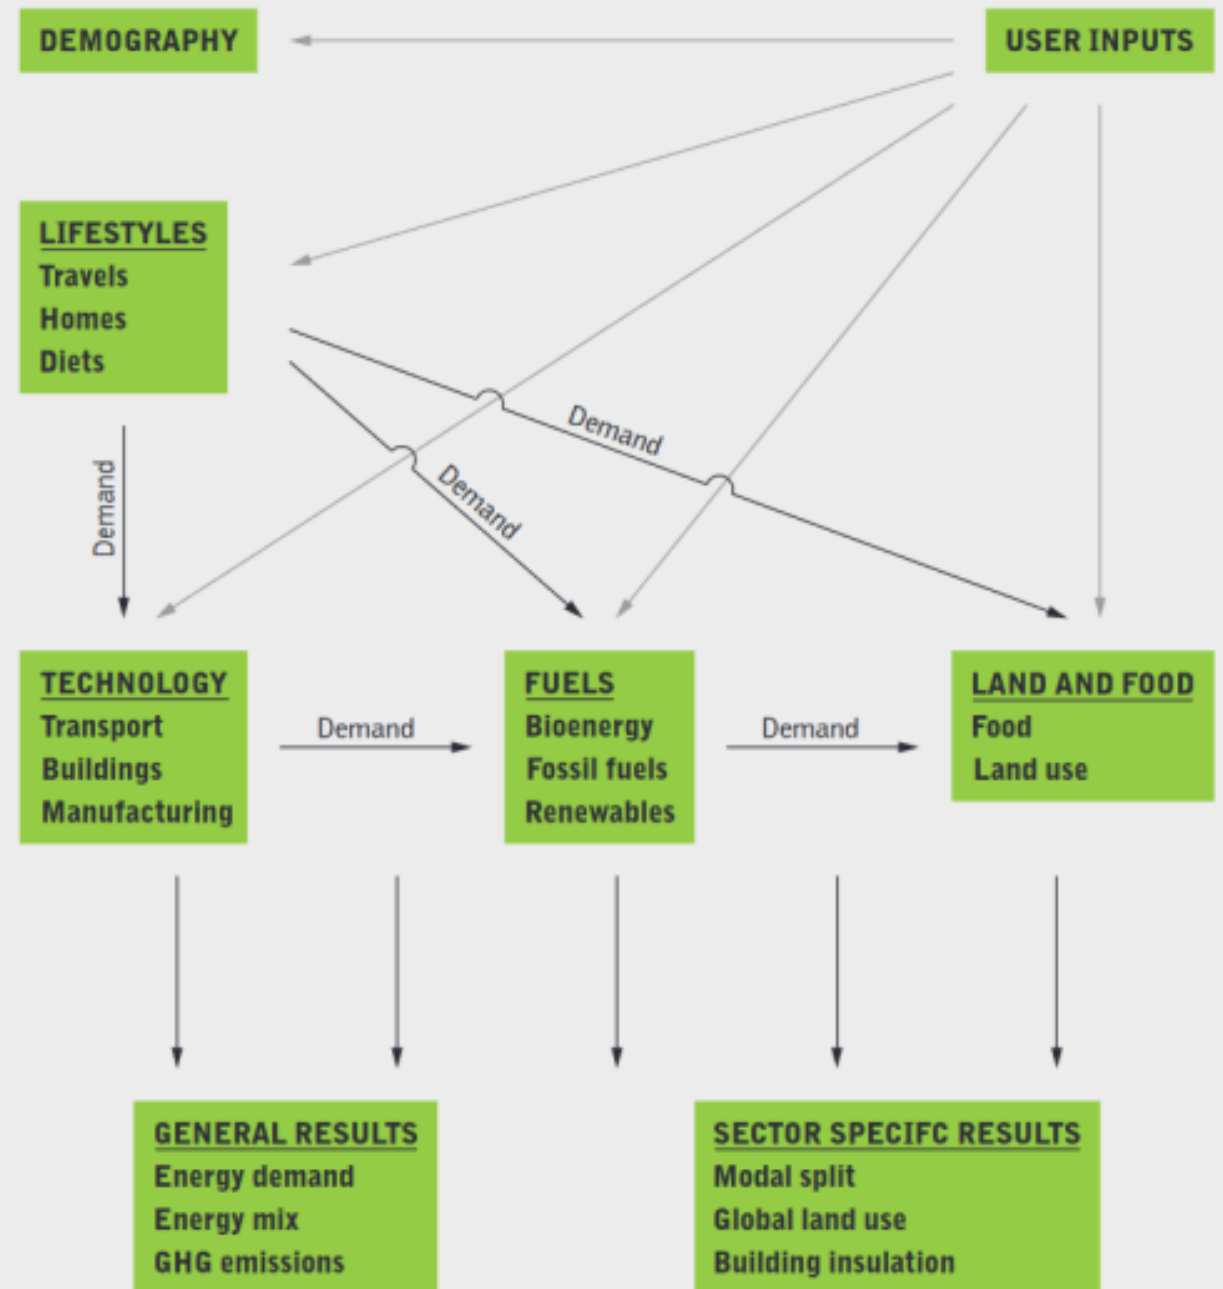 DEMOGRAPHY
USER INPUTS
LIFESTYLES
Travels
Homes
Diets
Demand
Demand
Demand
TECHNOLOGY
Transport
Buildings
Manufacturing
Demand
FUELS
Bioenergy
Fossil fuels
Renewables
Demand
LAND AND FOOD
Food
Land use
GENERAL RESULTS
Energy demand
Energy mix
GHG emissions
SECTOR SPECIFC RESULTS
Modal split
Global land use
Building insulation